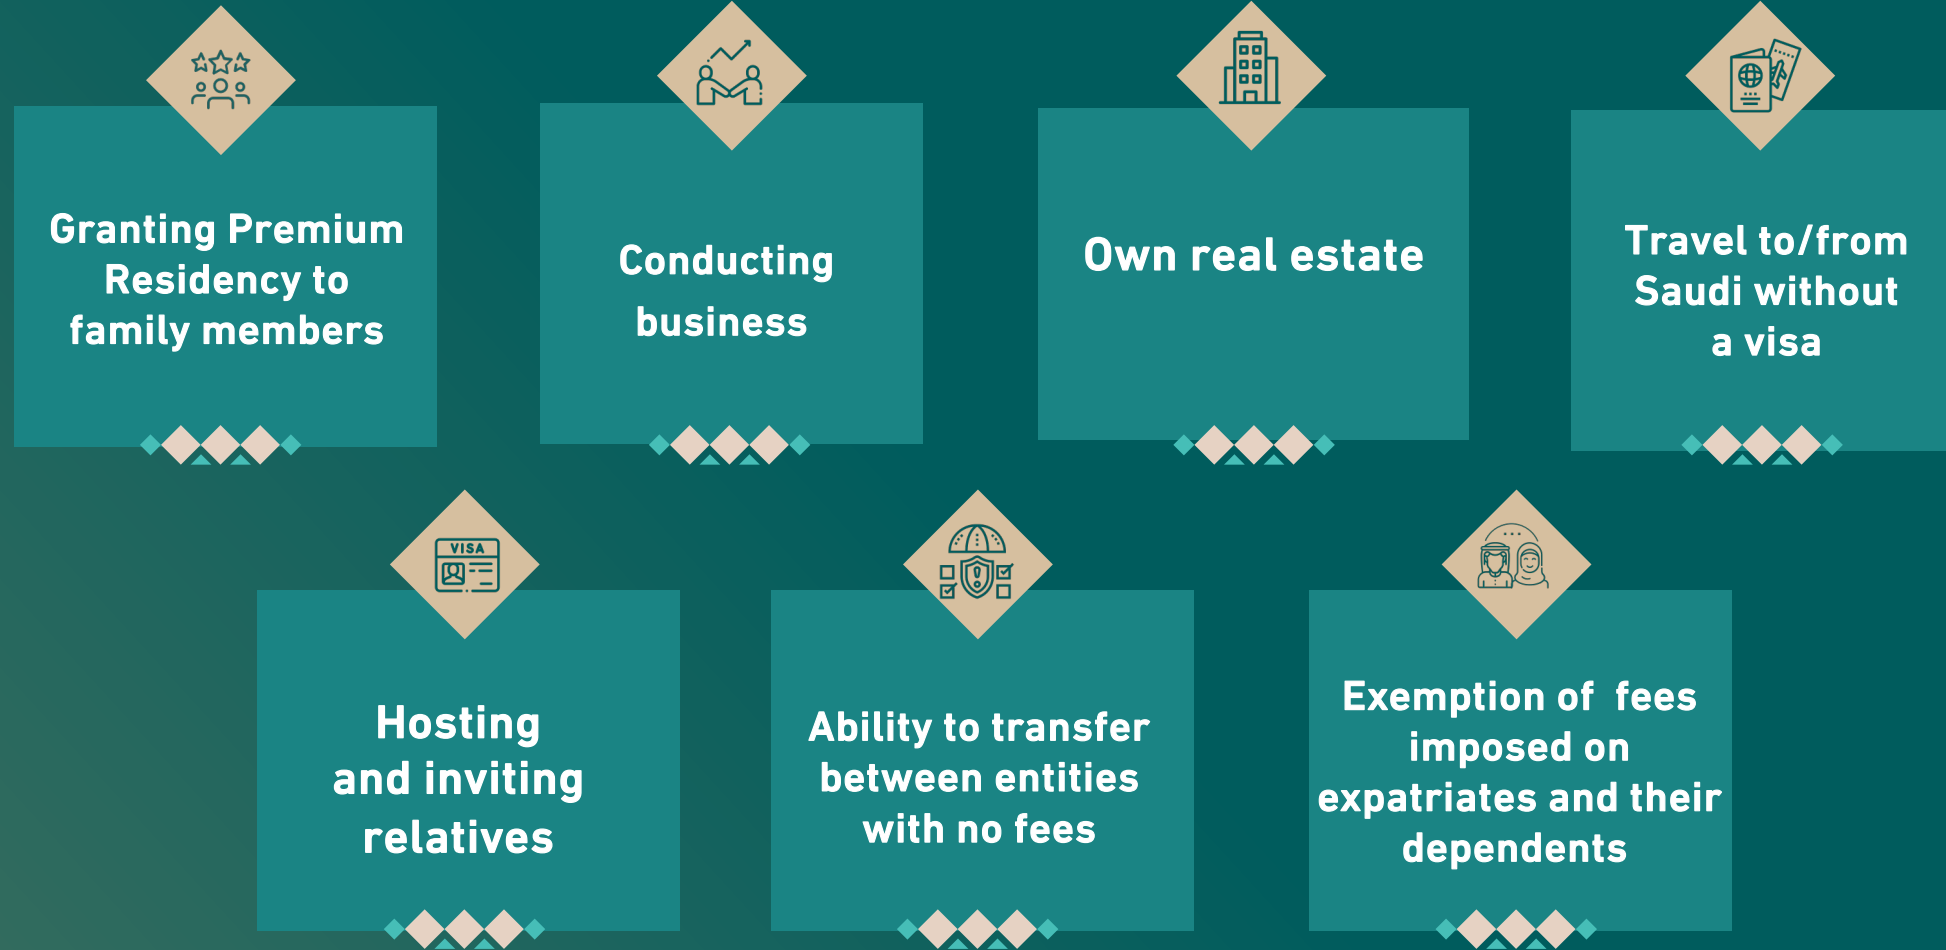 Granting Premium
Residency to
family members
Conducting
business
Own real estate
Travel to/from
Saudi without
a visa
VISA
Hosting
and inviting
relatives
Ability to transfer
between entities
with no fees
Exemption of  fees
imposed on
expatriates and their
dependents